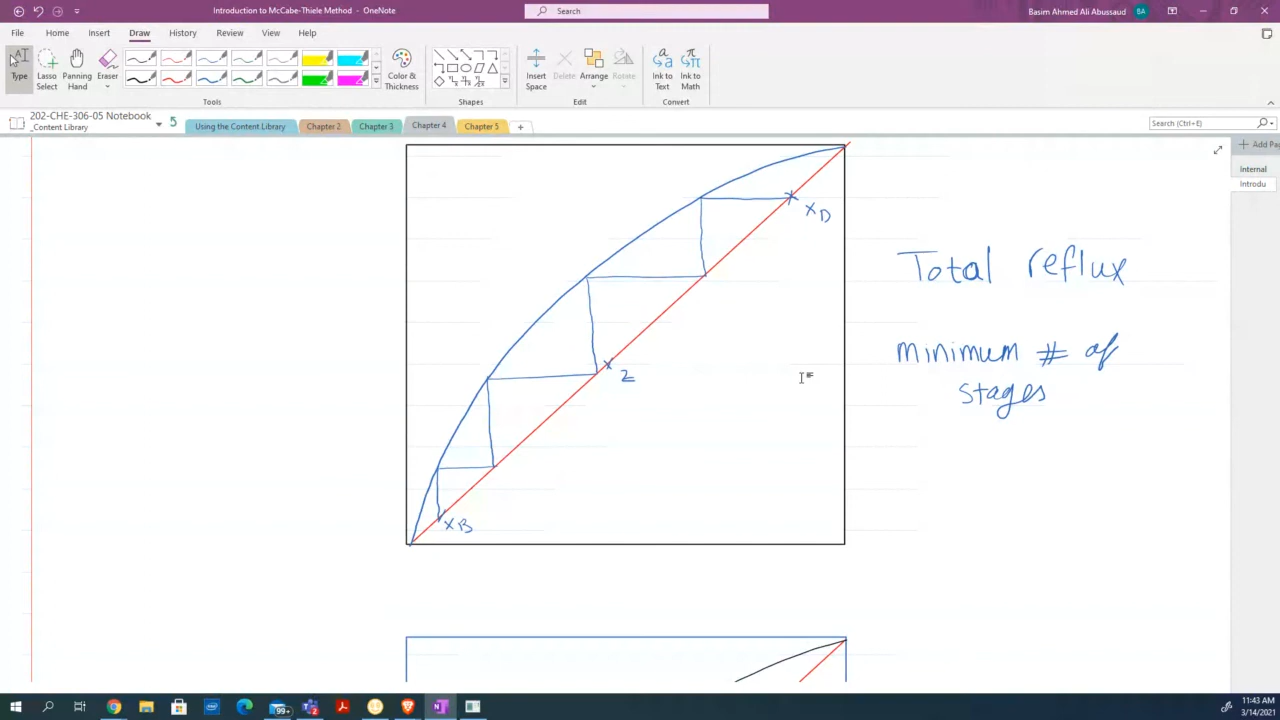 Introduction to McCabe-Thiele Method - OneNote
Search
Basim Ahmed Ali Abussaud
BA
File Home Insert Draw History Review View Help
Type
Lasso Select
Panning Hand
Eraser
Color & Thickness
Insert Space
Delete
Arrange
Rotate
Ink to Text
Ink to Math
Tools
Shapes
Edit
Convert
202-CHE-306-05 Notebook
_Content Library
Using the Content Library
Chapter 2
Chapter 3
Chapter 4
Chapter 5
Search (Ctrl+E)
Add Pag
Internal
Introdu
xD
Total reflux
minimum # of
stages
Z
xB
99+
11:43 AM
3/14/2021